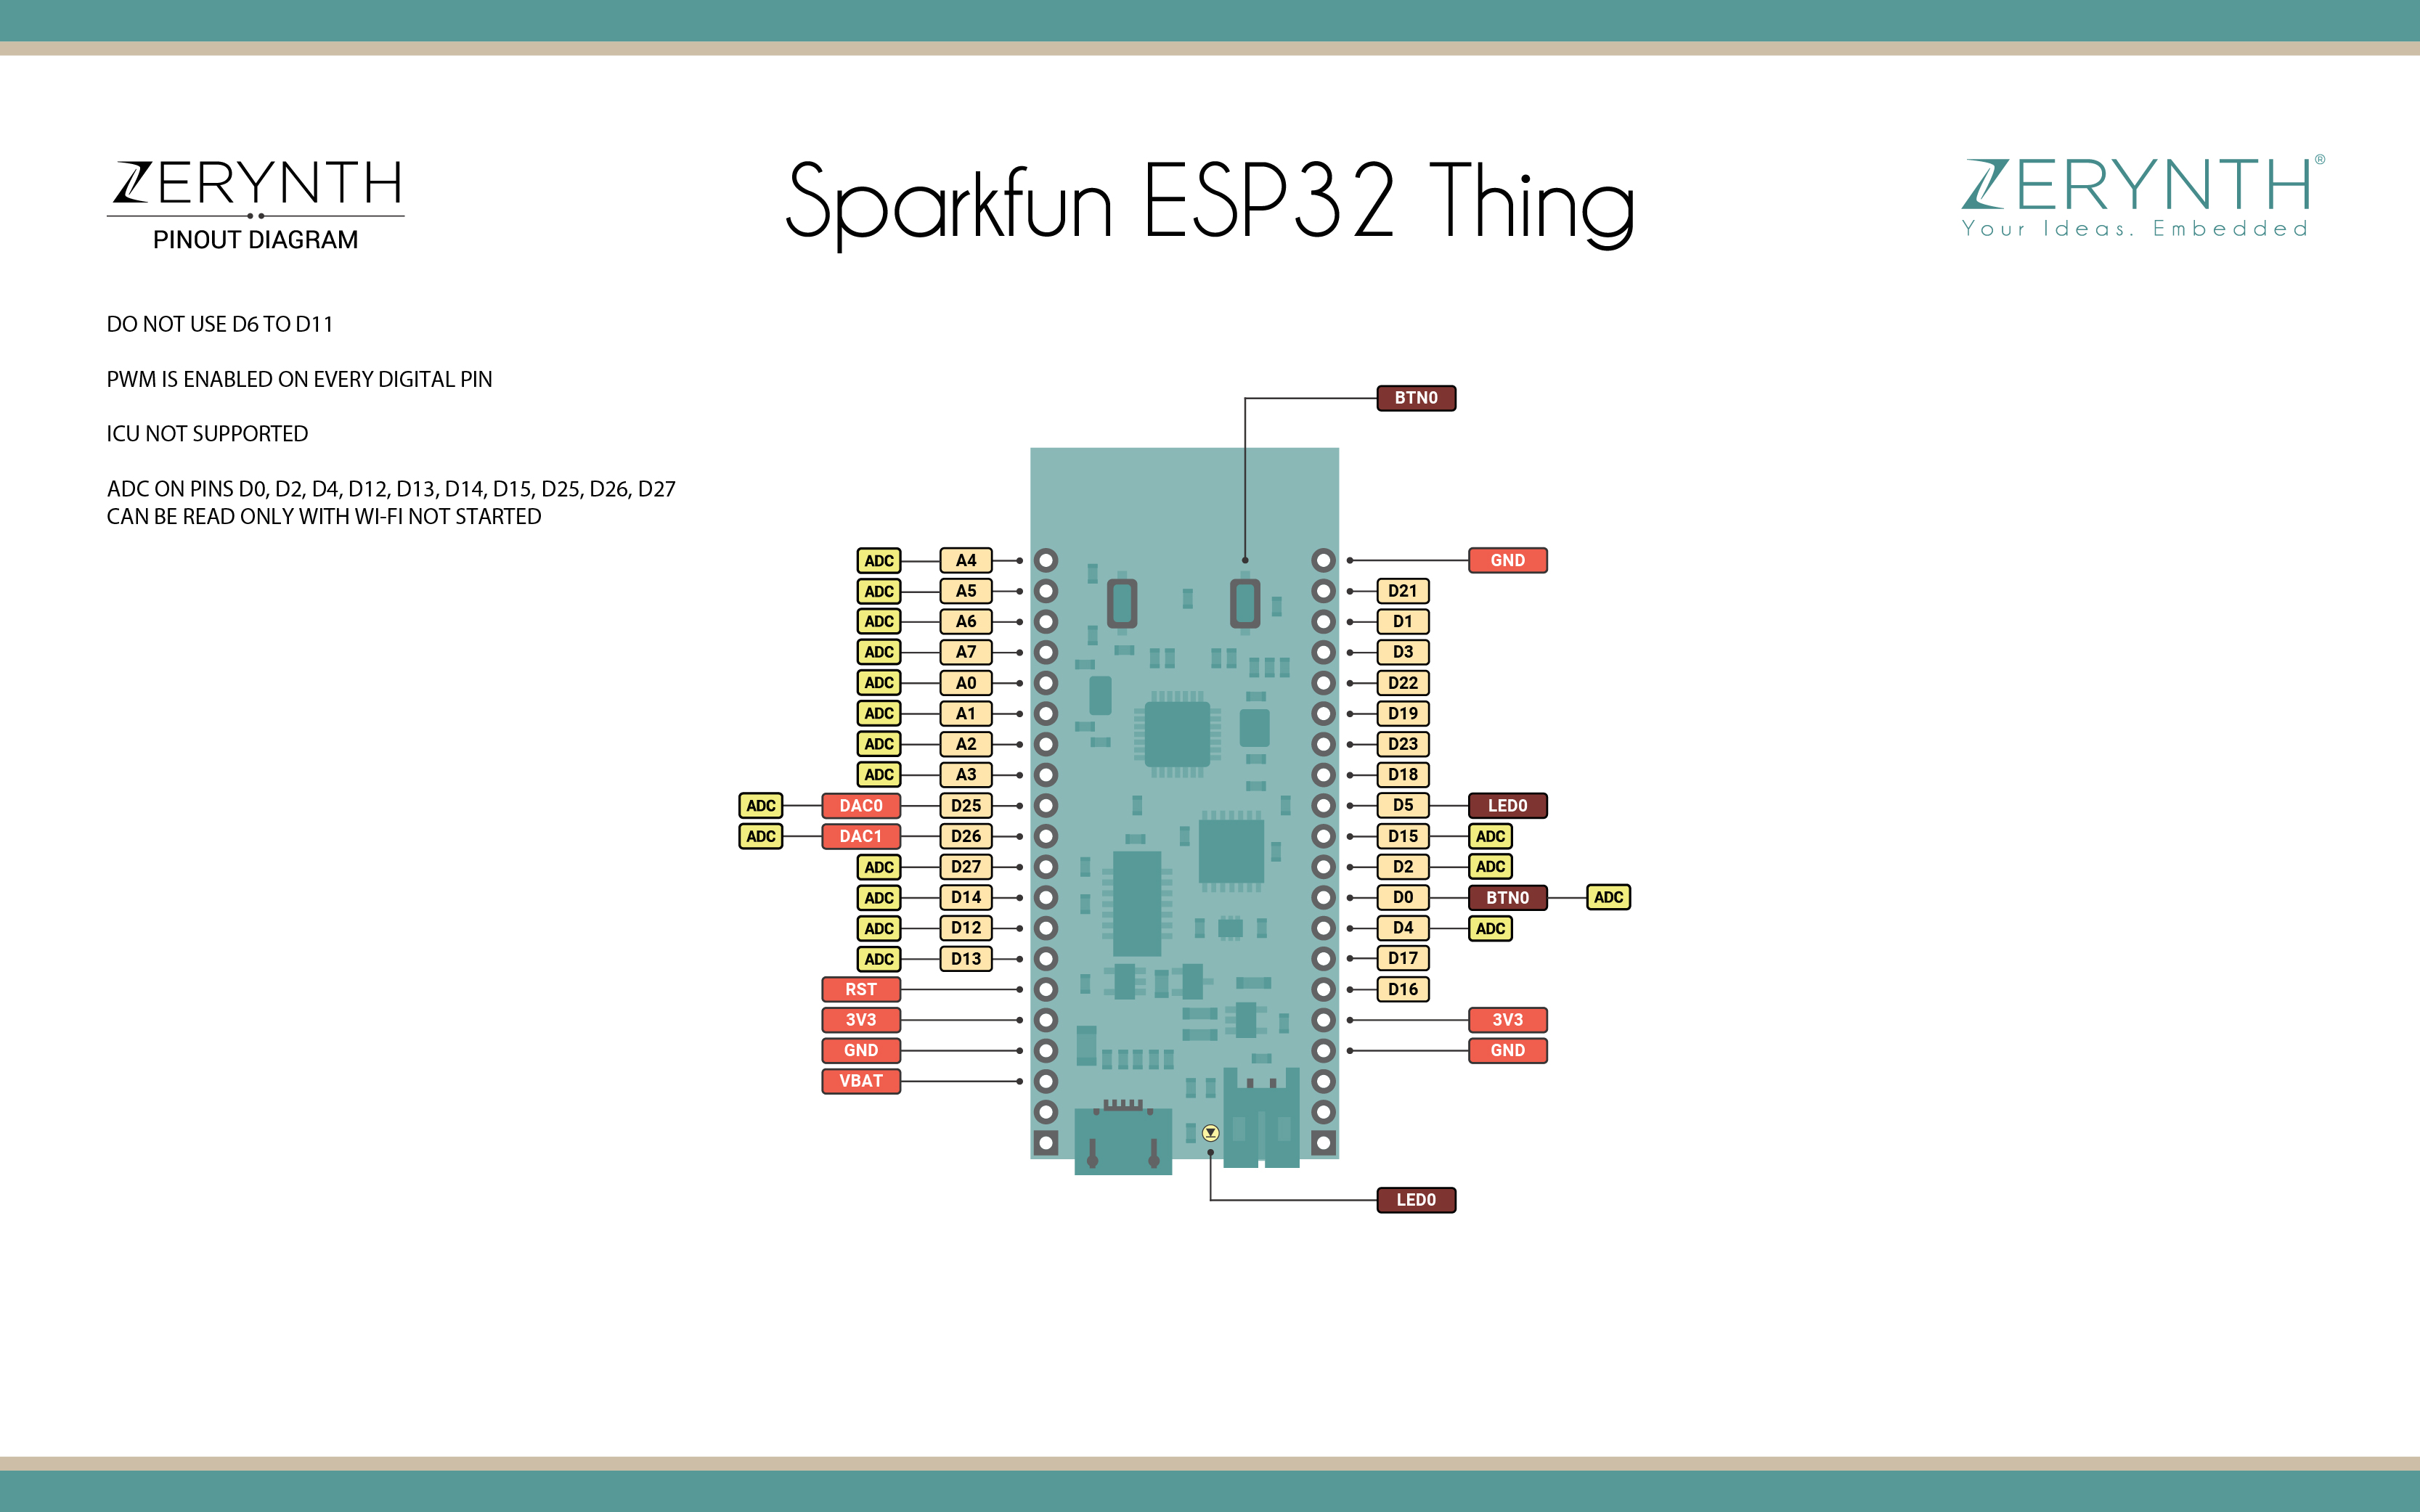 ZERYNTH
PINOUT DIAGRAM
Sparkfun ESP32 Thing
ZERYNTH®
Your Ideas. Embedded
DO NOT USE D6 TO D11
PWM IS ENABLED ON EVERY DIGITAL PIN
ICU NOT SUPPORTED
ADC ON PINS D0, D2, D4, D12, D13, D14, D15, D25, D26, D27
CAN BE READ ONLY WITH WI-FI NOT STARTED
BTN0
ADC A4 GND
ADC A5 D21
ADC A6 D1
ADC A7 D3
ADC A0 D22
ADC A1 D19
ADC A2 D23
ADC A3 D18
ADC DAC0 D25 D5 LED0
ADC DAC1 D26 D15 ADC
ADC D27 D2 ADC
ADC D14 D0 BTN0 ADC
ADC D12 D4 ADC
ADC D13 D17
RST D16
3V3 3V3
GND GND
VBAT
LED0